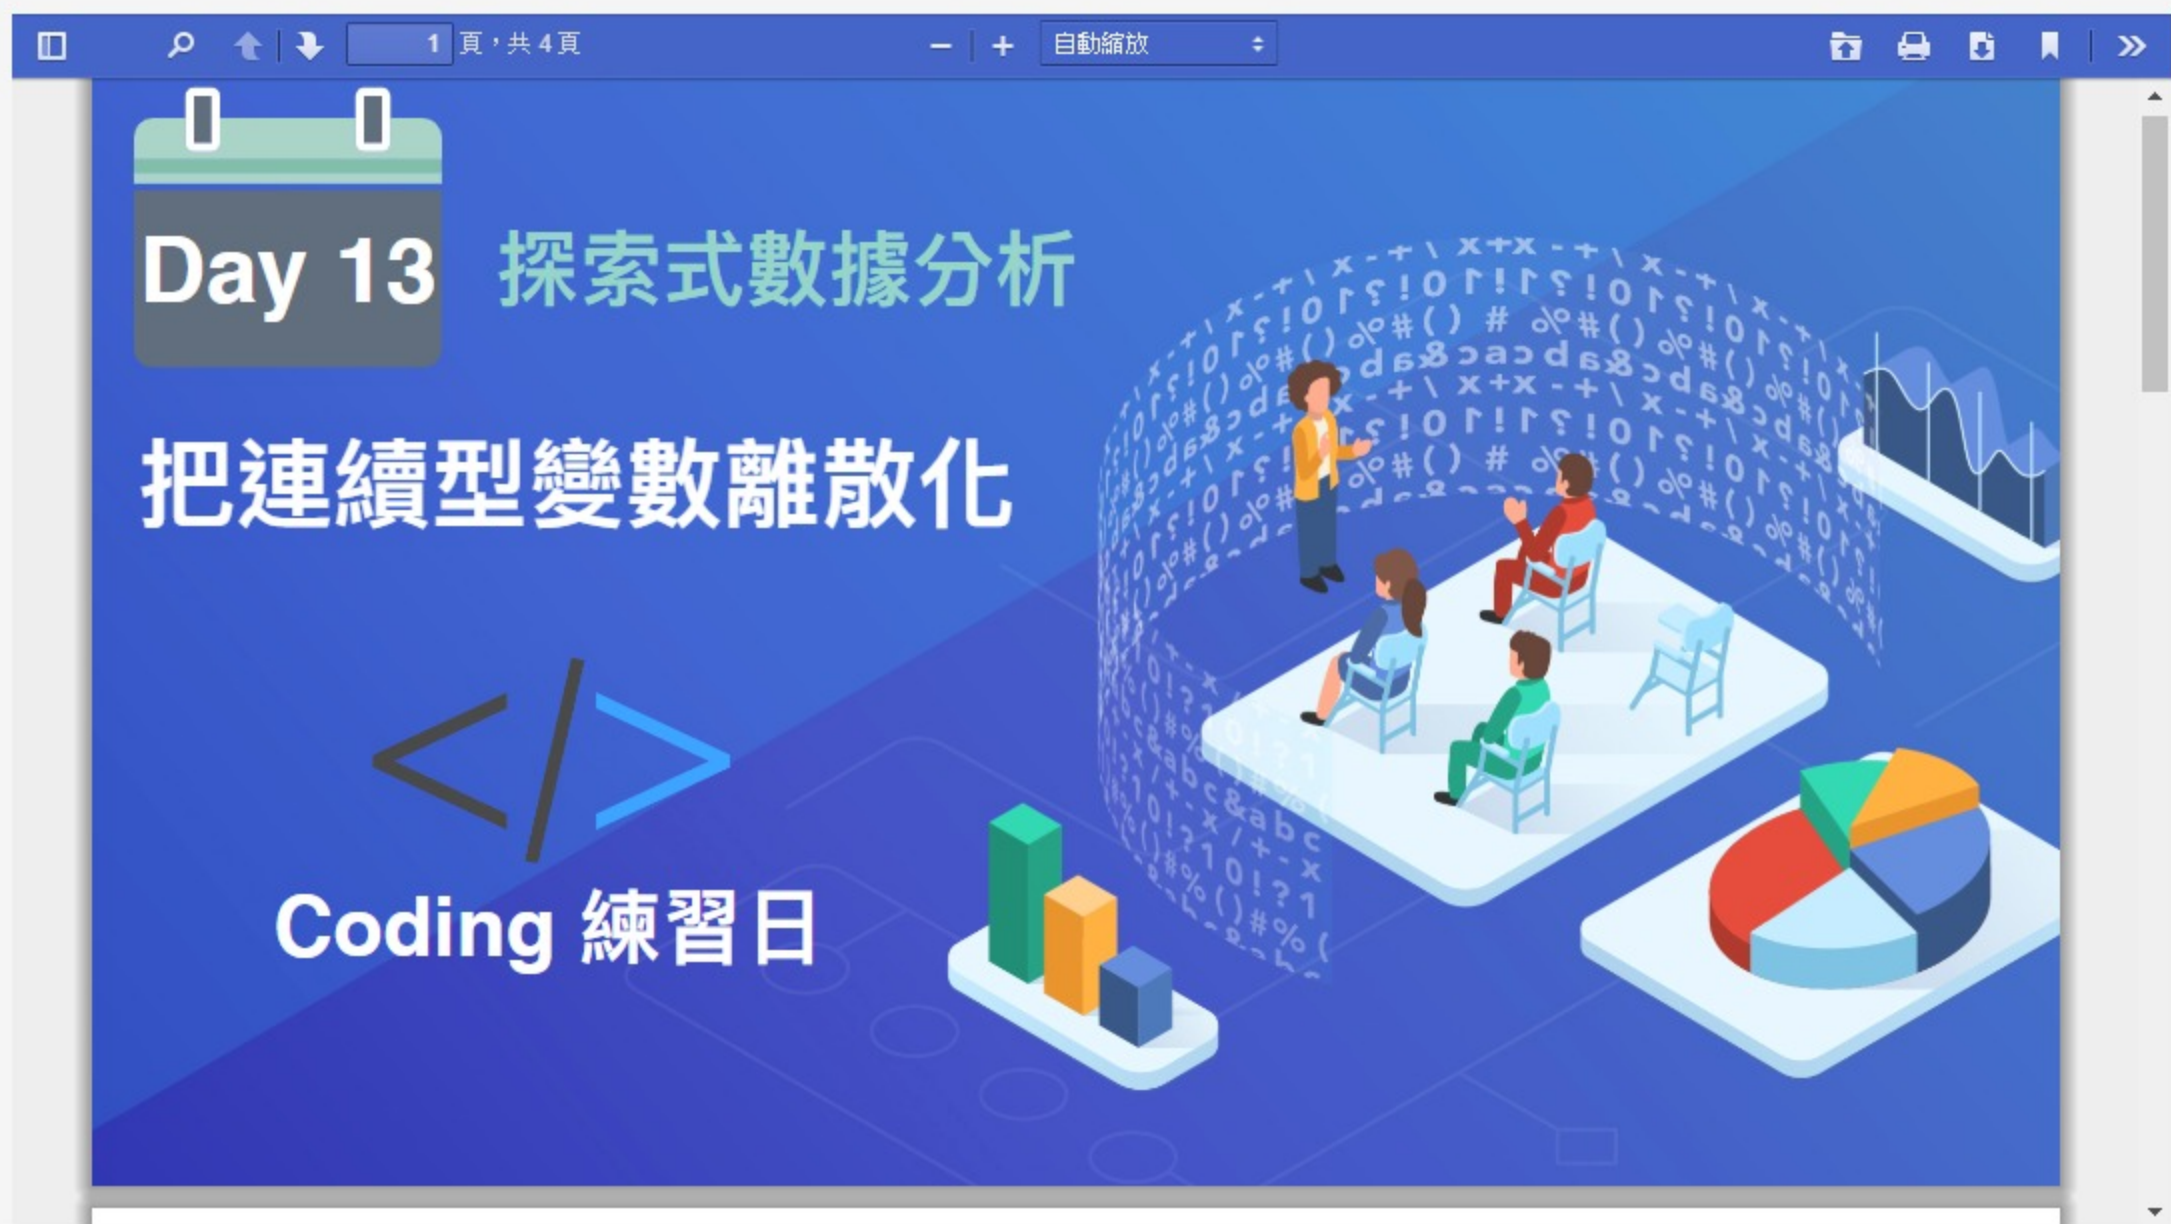 1 頁，共 4 頁
自動縮放
Day 13
探索式數據分析
把連續型變數離散化
</>
Coding 練習日